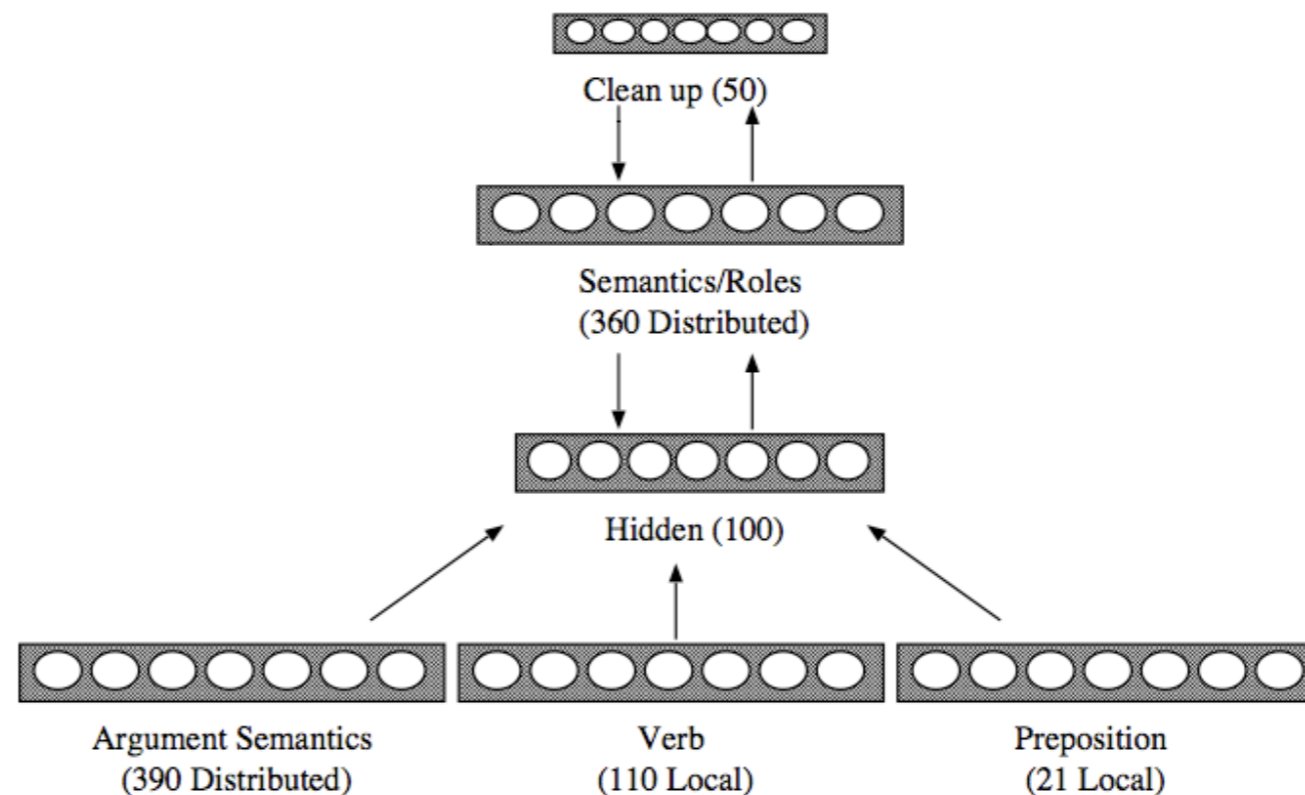 Clean up (50)
Semantics/Roles
(360 Distributed)
Hidden (100)
Argument Semantics
(390 Distributed)
Verb
(110 Local)
Preposition
(21 Local)